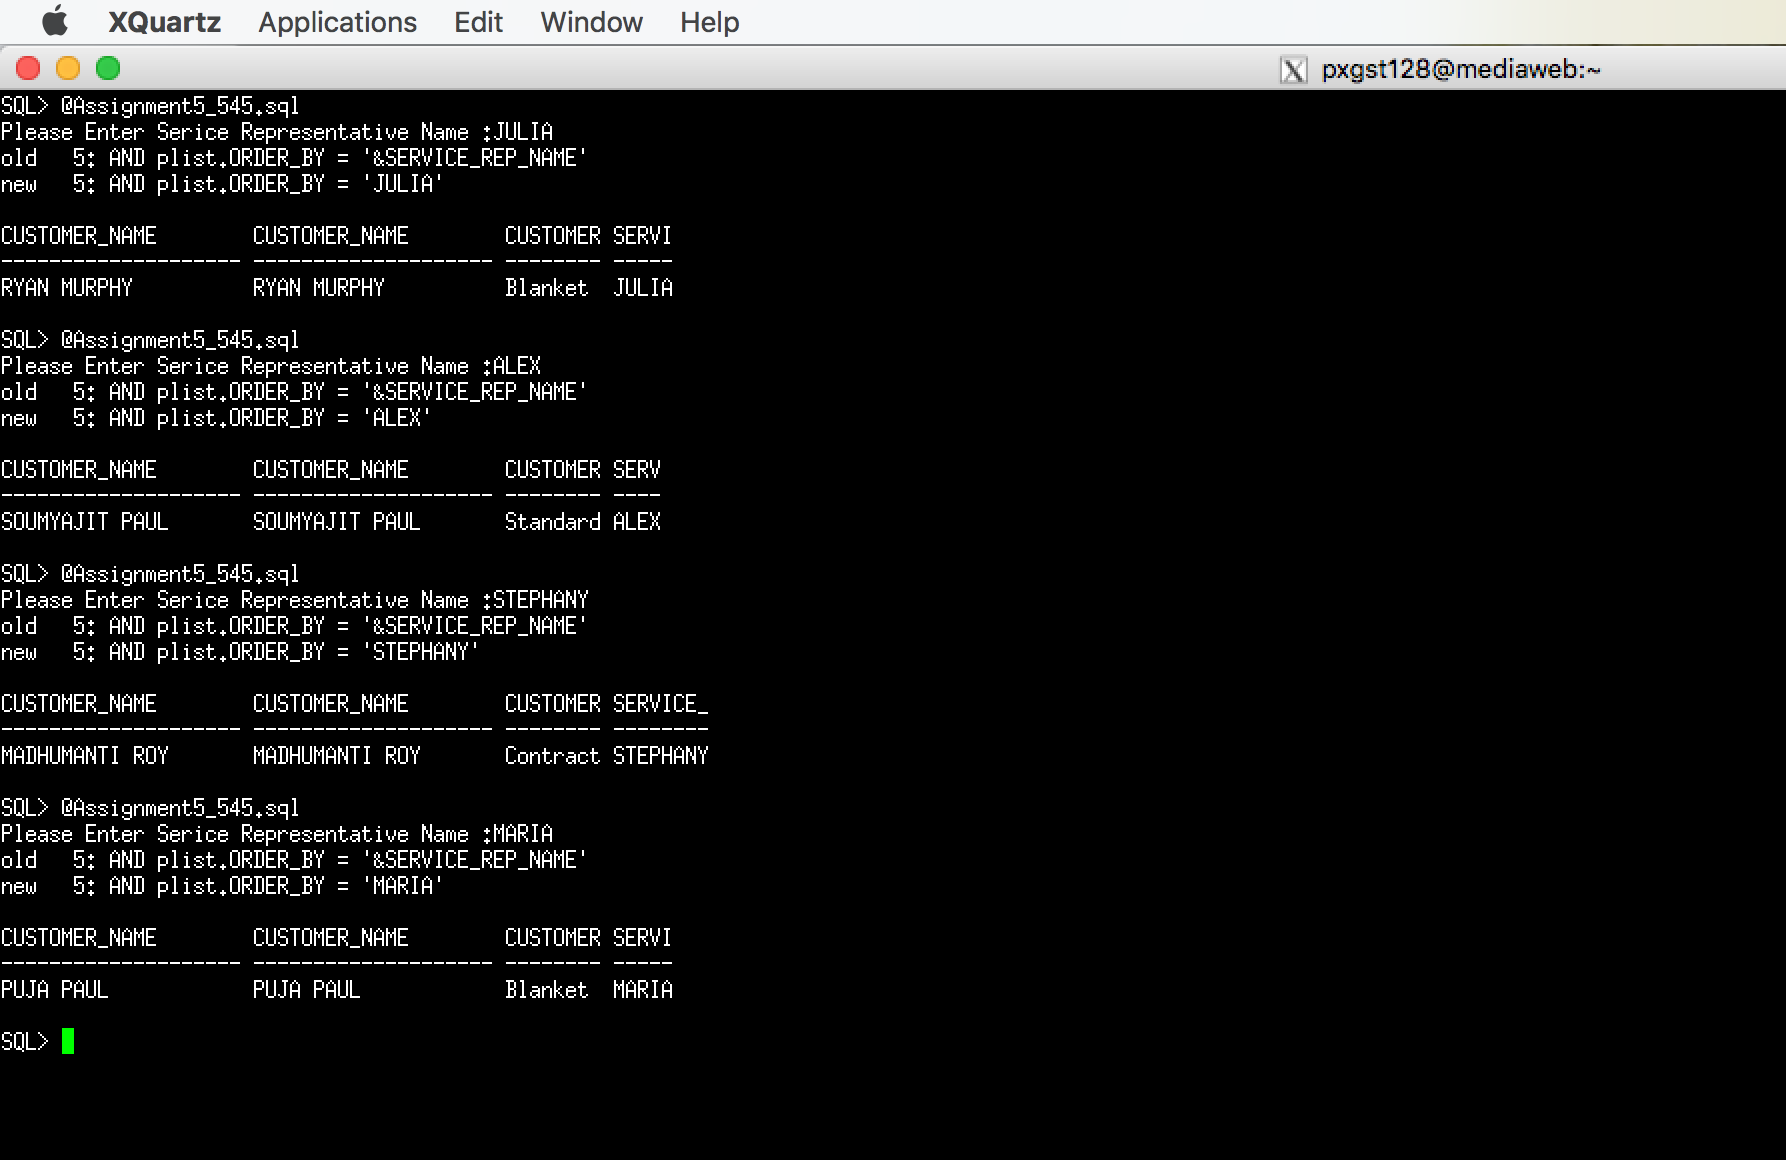 XQuartz Applications Edit Window Help
pxgst128@mediaweb:~
SQL> @Assignment5_545.sql
Please Enter Serice Representative Name :JULIA
old   5: AND plist.ORDER_BY = '&SERVICE_REP_NAME'
new   5: AND plist.ORDER_BY = 'JULIA'
CUSTOMER_NAME        CUSTOMER_NAME        CUSTOMER SERVI
-------------------- -------------------- -------- -----
RYAN MURPHY          RYAN MURPHY          Blanket  JULIA
SQL> @Assignment5_545.sql
Please Enter Serice Representative Name :ALEX
old   5: AND plist.ORDER_BY = '&SERVICE_REP_NAME'
new   5: AND plist.ORDER_BY = 'ALEX'
CUSTOMER_NAME        CUSTOMER_NAME        CUSTOMER SERV
-------------------- -------------------- -------- ----
SOUMYAJIT PAUL       SOUMYAJIT PAUL       Standard ALEX
SQL> @Assignment5_545.sql
Please Enter Serice Representative Name :STEPHANY
old   5: AND plist.ORDER_BY = '&SERVICE_REP_NAME'
new   5: AND plist.ORDER_BY = 'STEPHANY'
CUSTOMER_NAME        CUSTOMER_NAME        CUSTOMER SERVICE_
-------------------- -------------------- -------- --------
MADHUMANTI ROY       MADHUMANTI ROY       Contract STEPHANY
SQL> @Assignment5_545.sql
Please Enter Serice Representative Name :MARIA
old   5: AND plist.ORDER_BY = '&SERVICE_REP_NAME'
new   5: AND plist.ORDER_BY = 'MARIA'
CUSTOMER_NAME        CUSTOMER_NAME        CUSTOMER SERVI
-------------------- -------------------- -------- -----
PUJA PAUL            PUJA PAUL            Blanket  MARIA
SQL>